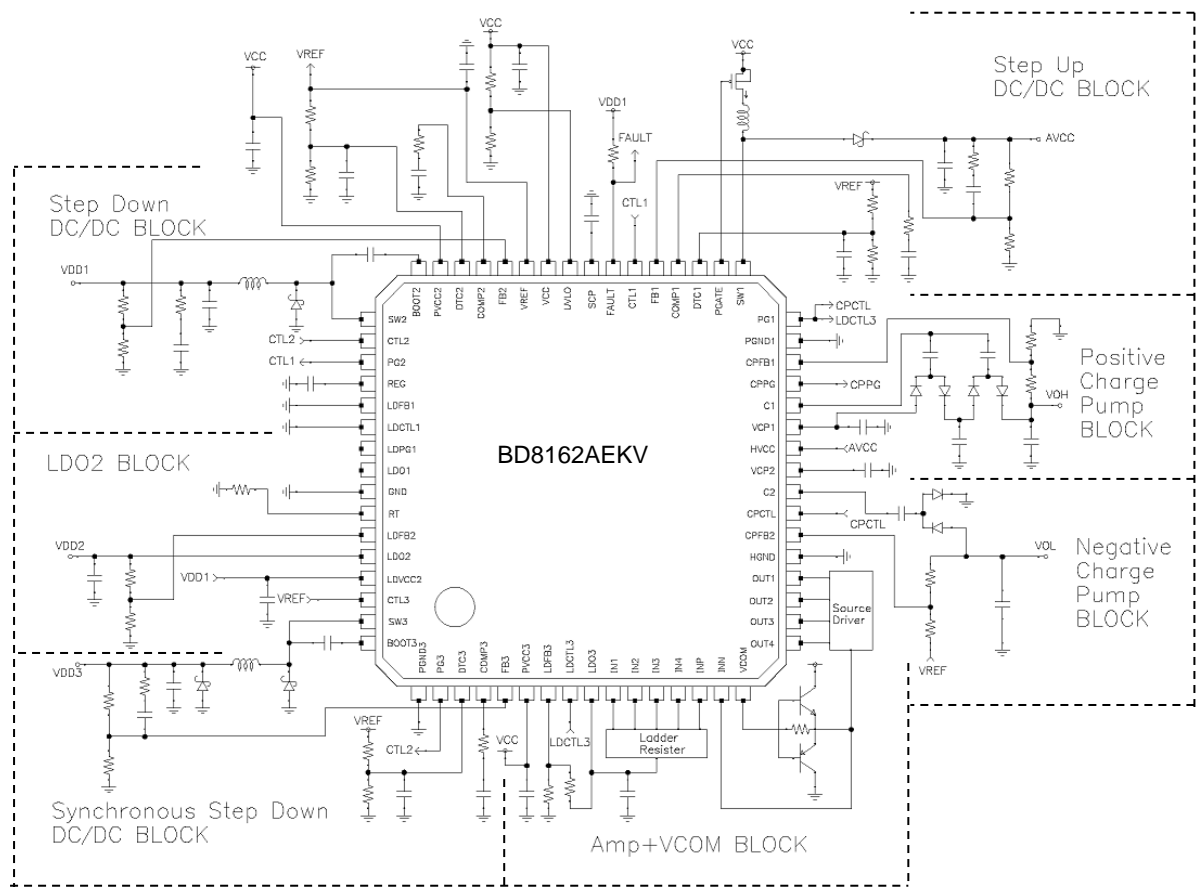 VCC
VREF
VCC
VDD1
FAULT
CTL1
VCC
Step Up
DC/DC BLOCK
AVCC
VREF
Step Down
DC/DC BLOCK
VDD1
BOOT2
PVCC2
DTC2
COMP2
FB2
VREF
VCC
UVLO
SCP
FAULT
CTL1
FB1
COMP1
DTC1
PGATE
SW1
SW2
CTL2
CTL2
CTL1
PG2
REG
LDFB1
LDCTL1
LDPG1
LDO1
GND
RT
LDFB2
LDO2
LDVCC2
CTL3
SW3
BOOT3
LDO2 BLOCK
VDD2
VDD1
VREF
BD8162AEKV
PG1
PGND1
CPFB1
CPPG
C1
VCP1
HVCC
VCP2
C2
CPCTL
CPFB2
HGND
OUT1
OUT2
OUT3
OUT4
CPCTL
LDCTL3
CPPG
AVCC
CPCTL
VOH
Positive
Charge
Pump
BLOCK
VOL
Negative
Charge
Pump
BLOCK
VREF
Source
Driver
PGND3
PG3
DTC3
COMP3
FB3
PVCC3
LDFB3
LDCTL3
LDO3
IN1
IN2
IN3
IN4
INP
INN
VCOM
VDD3
VREF
CTL2
VCC
LDCTL3
Ladder
Resister
Synchronous Step Down
DC/DC BLOCK
Amp+VCOM BLOCK